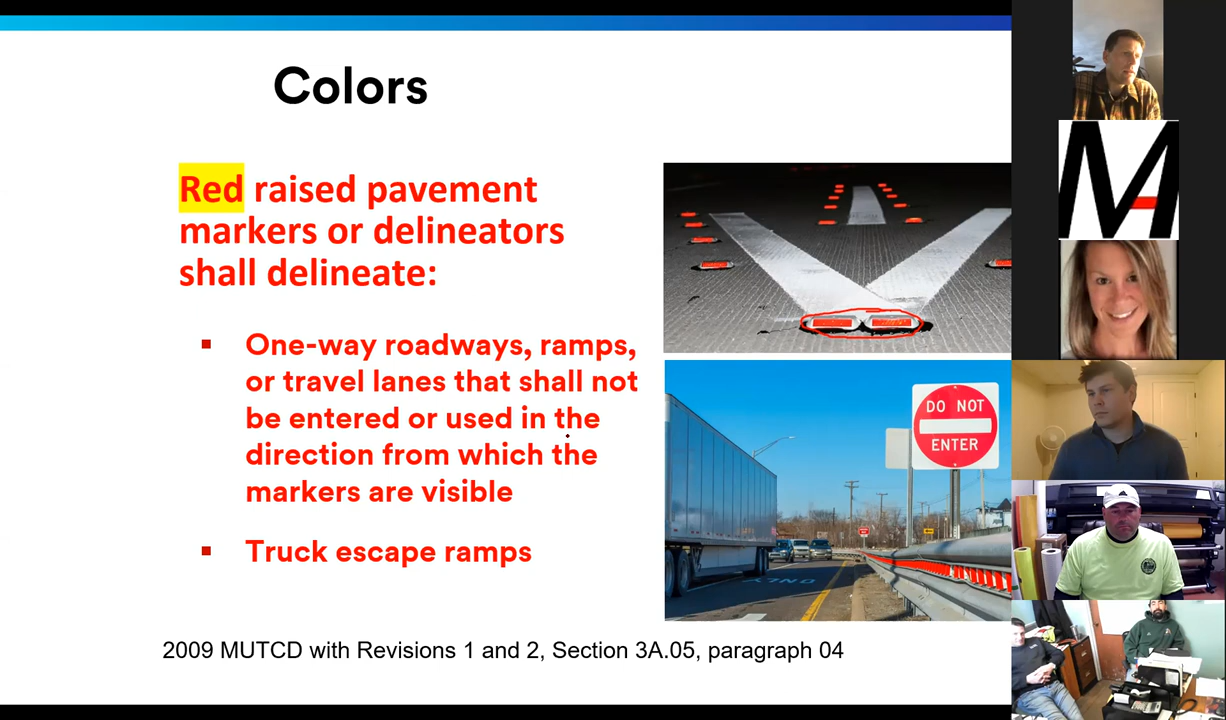 Colors
Red raised pavement
markers or delineators
shall delineate:
One-way roadways, ramps,
or travel lanes that shall not
be entered or used in the
direction from which the
markers are visible
Truck escape ramps
2009 MUTCD with Revisions 1 and 2, Section 3A.05, paragraph 04
DO NOT
ENTER
ONLY
MA